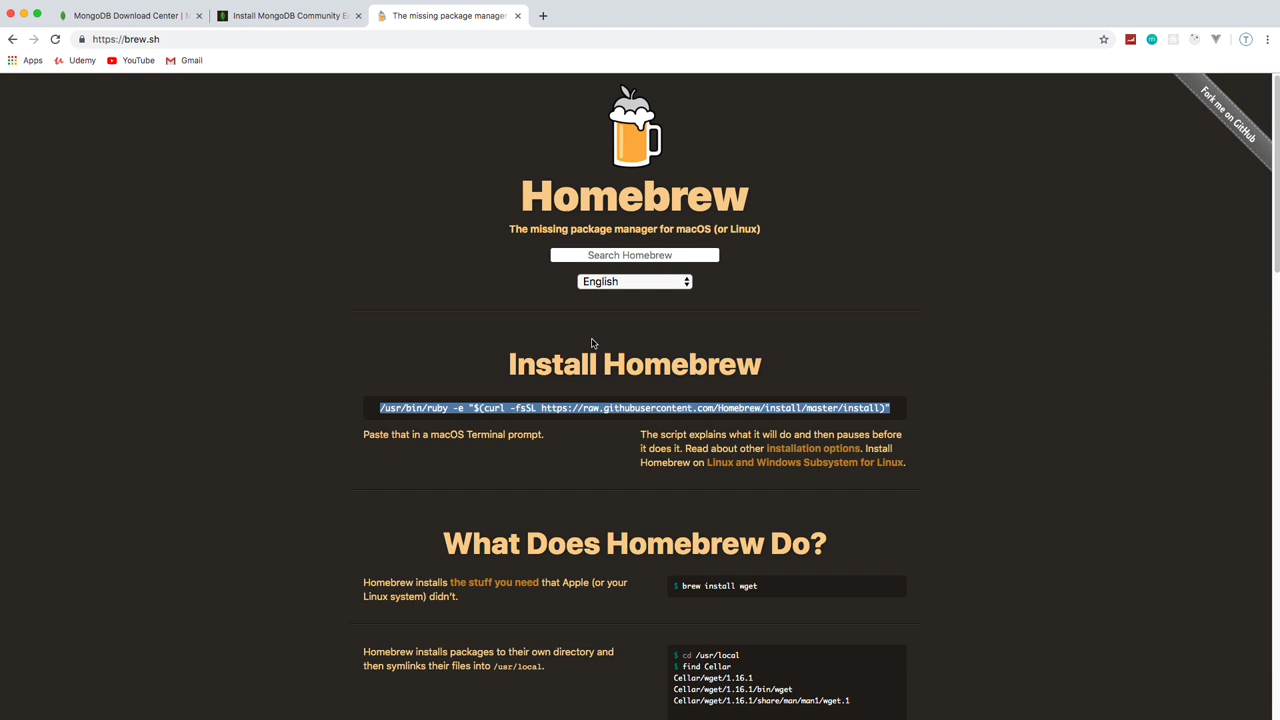 MongoDB Download Center | M
Install MongoDB Community E
The missing package manager
https://brew.sh
T
Apps
Udemy
YouTube
Gmail
Fork me on GitHub
Homebrew
The missing package manager for macOS (or Linux)
Search Homebrew
English
Install Homebrew
/usr/bin/ruby -e "$(curl -fsSL https://raw.githubusercontent.com/Homebrew/install/master/install)"
Paste that in a macOS Terminal prompt.
The script explains what it will do and then pauses before
it does it. Read about other installation options. Install
Homebrew on Linux and Windows Subsystem for Linux.
What Does Homebrew Do?
Homebrew installs the stuff you need that Apple (or your
Linux system) didn't.
$ brew install wget
Homebrew installs packages to their own directory and
then symlinks their files into /usr/local.
$ cd /usr/local
$ find Cellar
Cellar/wget/1.16.1
Cellar/wget/1.16.1/bin/wget
Cellar/wget/1.16.1/share/man/man1/wget.1